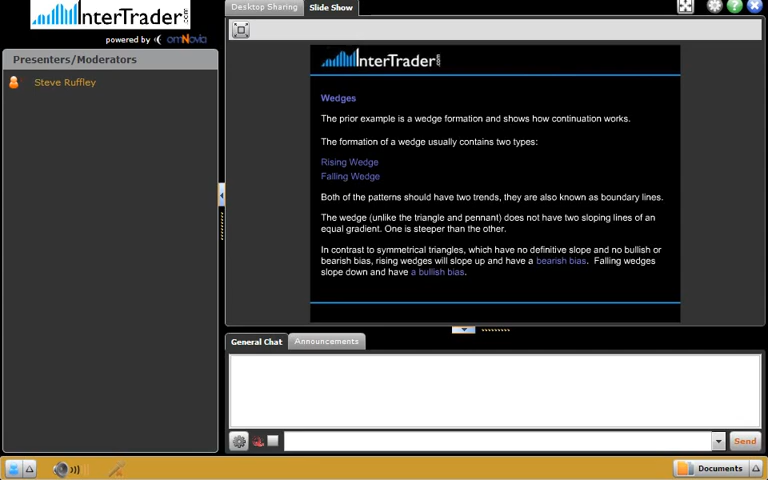 InterTrader.com
powered by omNovia
Presenters/Moderators
Steve Ruffley
Desktop Sharing
Slide Show
InterTrader.com
Wedges
The prior example is a wedge formation and shows how continuation works.
The formation of a wedge usually contains two types:
Rising Wedge
Falling Wedge
Both of the patterns should have two trends, they are also known as boundary lines.
The wedge (unlike the triangle and pennant) does not have two sloping lines of an
equal gradient. One is steeper than the other.
In contrast to symmetrical triangles, which have no definitive slope and no bullish or
bearish bias, rising wedges will slope up and have a bearish bias. Falling wedges
slope down and have a bullish bias.
General Chat
Announcements
Send
Documents